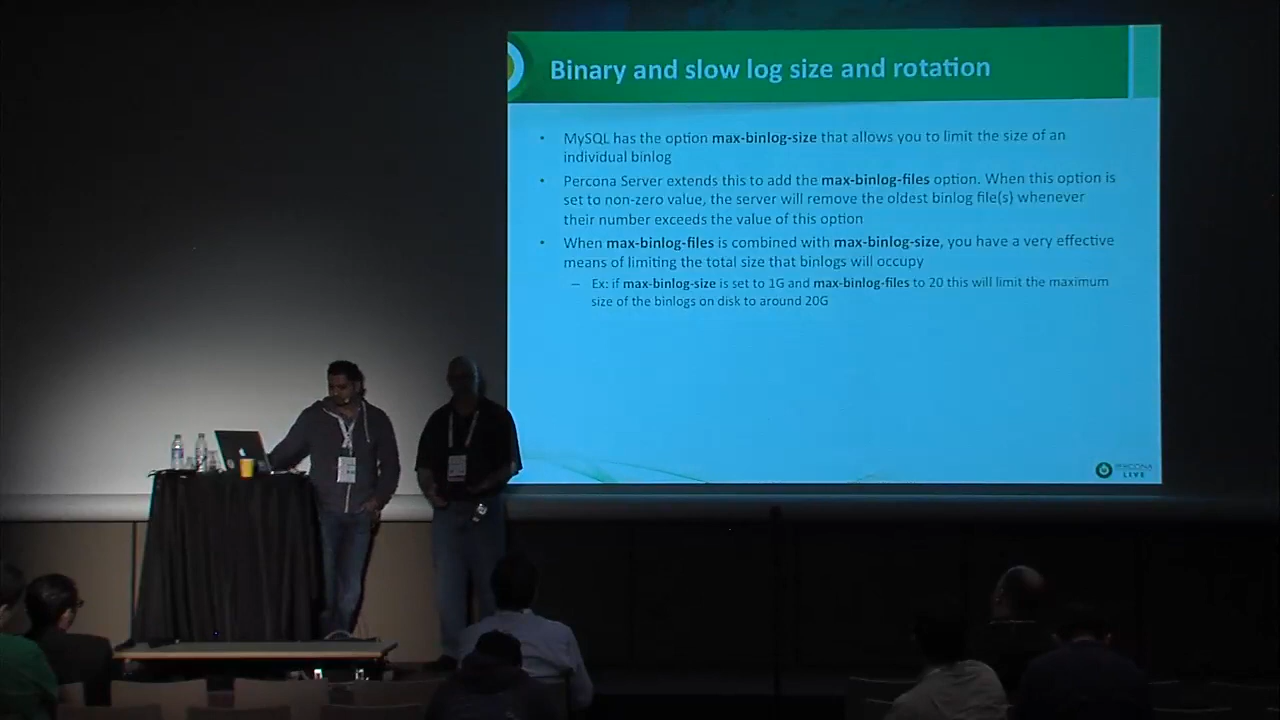 Binary and slow log size and rotation
• MySQL has the option max-binlog-size that allows you to limit the size of an
individual binlog
• Percona Server extends this to add the max-binlog-files option. When this option is
set to non-zero value, the server will remove the oldest binlog file(s) whenever
their number exceeds the value of this option
• When max-binlog-files is combined with max-binlog-size, you have a very effective
means of limiting the total size that binlogs will occupy
– Ex: if max-binlog-size is set to 1G and max-binlog-files to 20 this will limit the maximum
size of the binlogs on disk to around 20G
PERCONA
LIVE